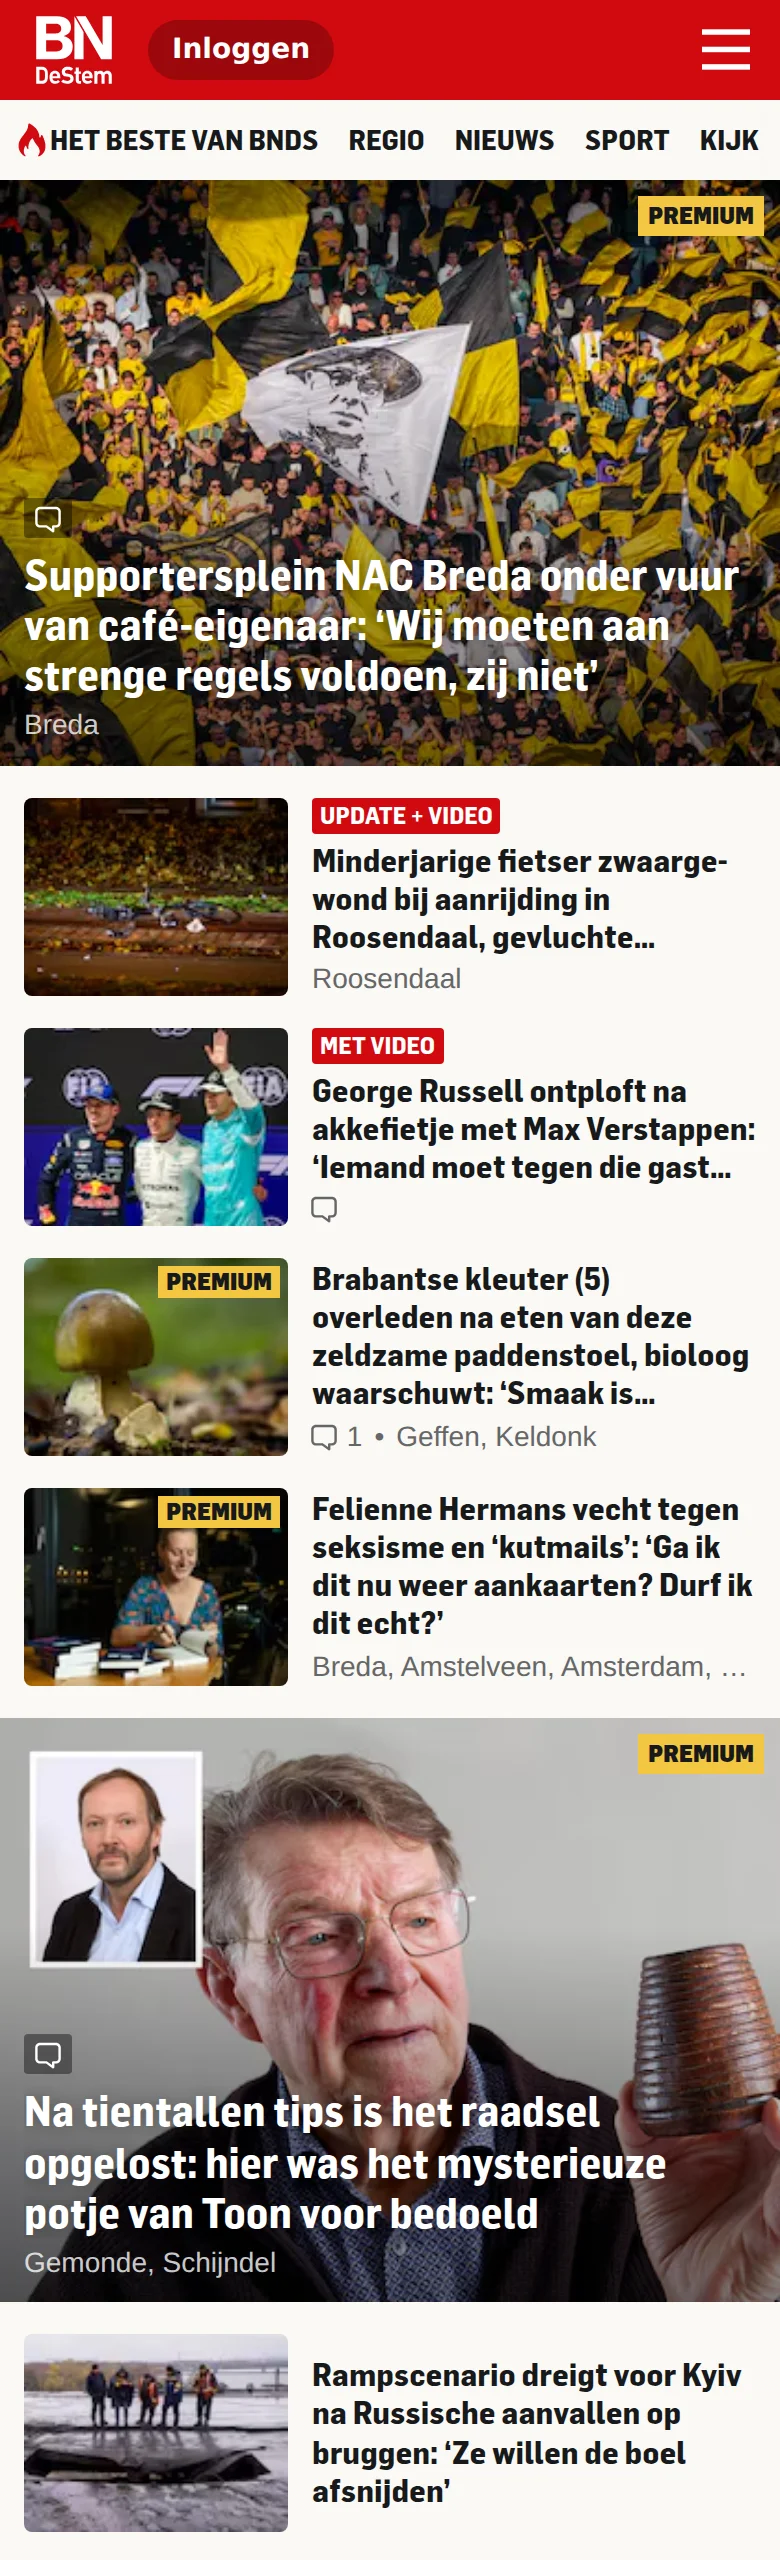 BN
DeStem
Inloggen
HET BESTE VAN BNDS REGIO NIEUWS SPORT KIJK
PREMIUM
Supportersplein NAC Breda onder vuur
van café-eigenaar: ‘Wij moeten aan
strenge regels voldoen, zij niet’
Breda
UPDATE + VIDEO
Minderjarige fietser zwaarge-
wond bij aanrijding in
Roosendaal, gevluchte...
Roosendaal
MET VIDEO
George Russell ontploft na
akkefietje met Max Verstappen:
‘Iemand moet tegen die gast...
PREMIUM
Brabantse kleuter (5)
overleden na eten van deze
zeldzame paddenstoel, bioloog
waarschuwt: ‘Smaak is...
1 • Geffen, Keldonk
PREMIUM
Felienne Hermans vecht tegen
seksisme en ‘kutmails’: ‘Ga ik
dit nu weer aankaarten? Durf ik
dit echt?’
Breda, Amstelveen, Amsterdam, ...
PREMIUM
Na tientallen tips is het raadsel
opgelost: hier was het mysterieuze
potje van Toon voor bedoeld
Gemonde, Schijndel
Rampscenario dreigt voor Kyiv
na Russische aanvallen op
bruggen: ‘Ze willen de boel
afsnijden’